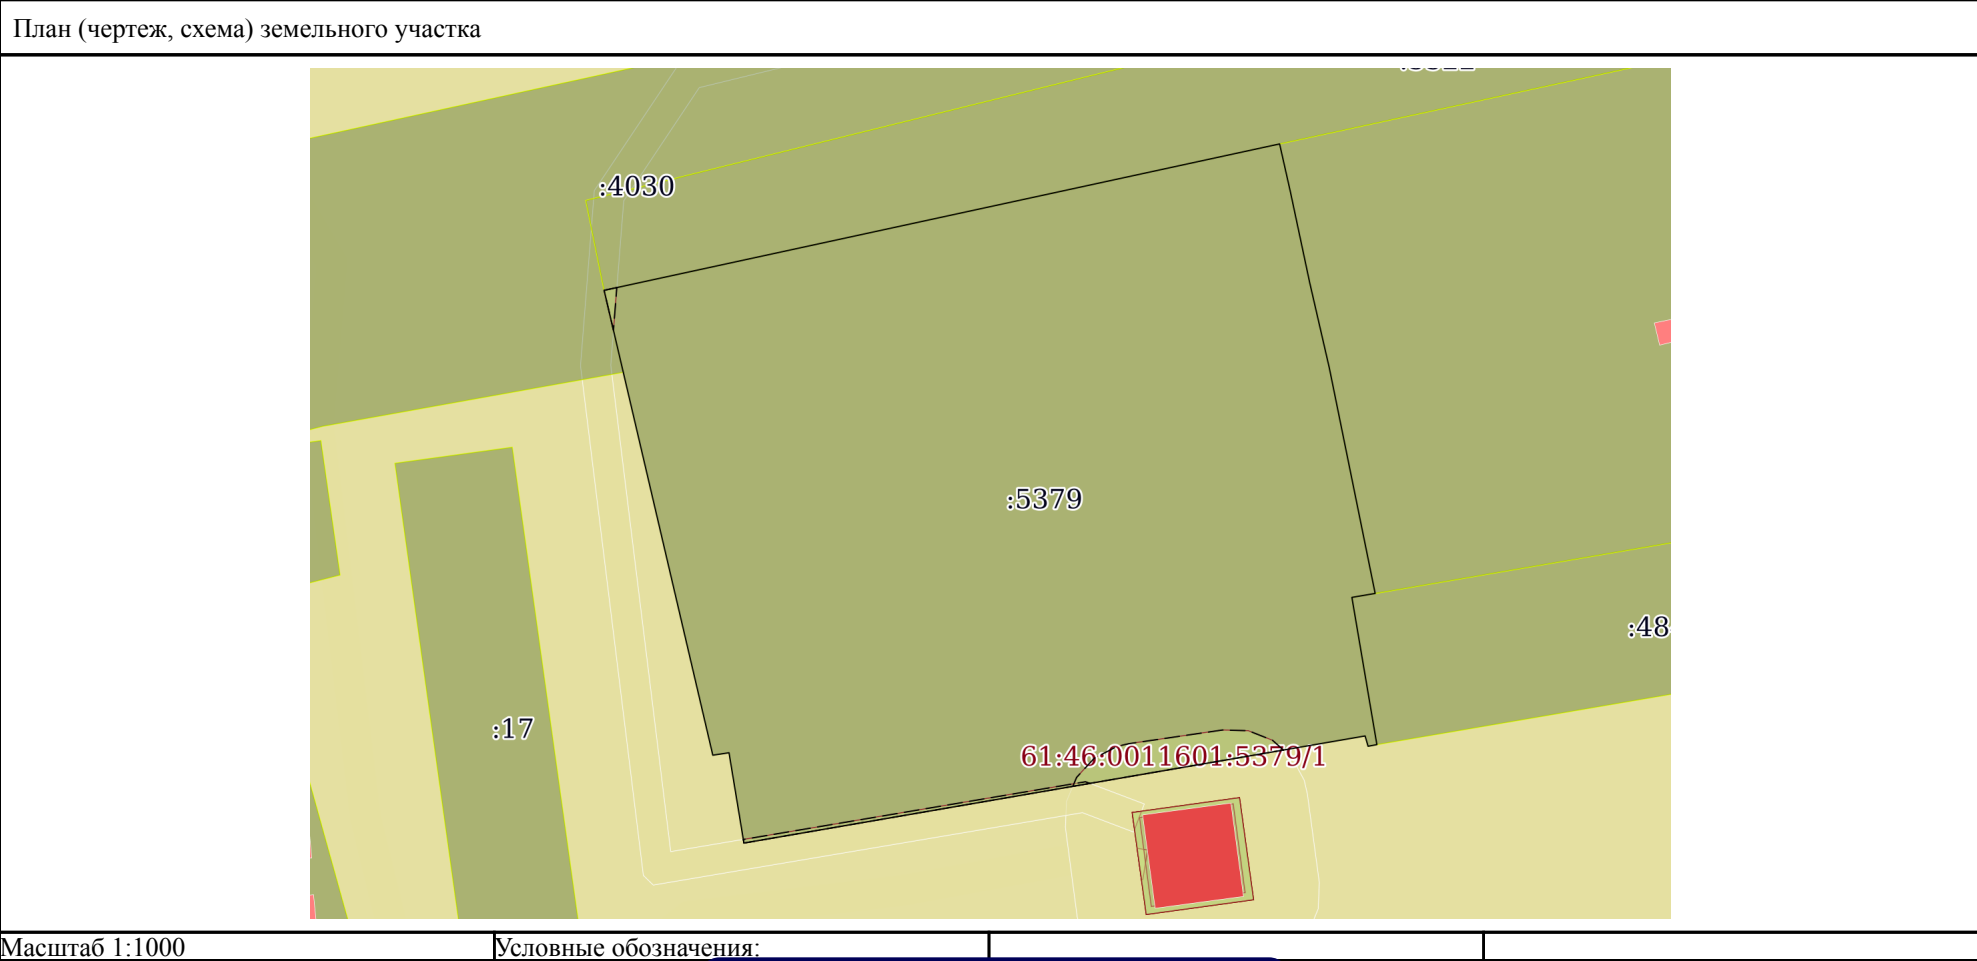 План (чертеж, схема) земельного участка
:4030
:5379
:48
:17
61:46:0011601:5379/1
Масштаб 1:1000
Условные обозначения: